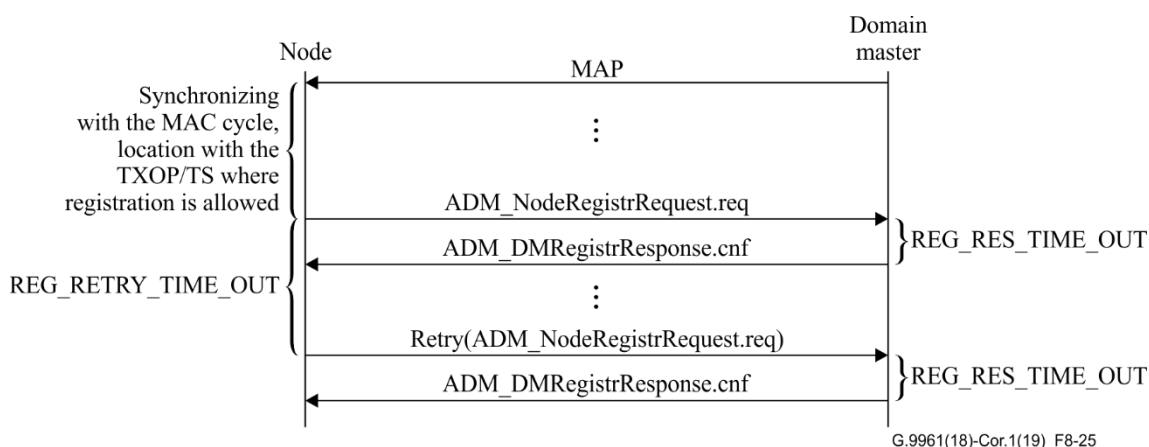 Node
Domain
master
MAP
Synchronizing
with the MAC cycle,
location with the
TXOP/TS where
registration is allowed
ADM_NodeRegistrRequest.req
REG_RES_TIME_OUT
ADM_DMRegistrResponse.cnf
REG_RETRY_TIME_OUT
Retry(ADM_NodeRegistrRequest.req)
REG_RES_TIME_OUT
ADM_DMRegistrResponse.cnf
G.9961(18)-Cor.1(19)_F8-25